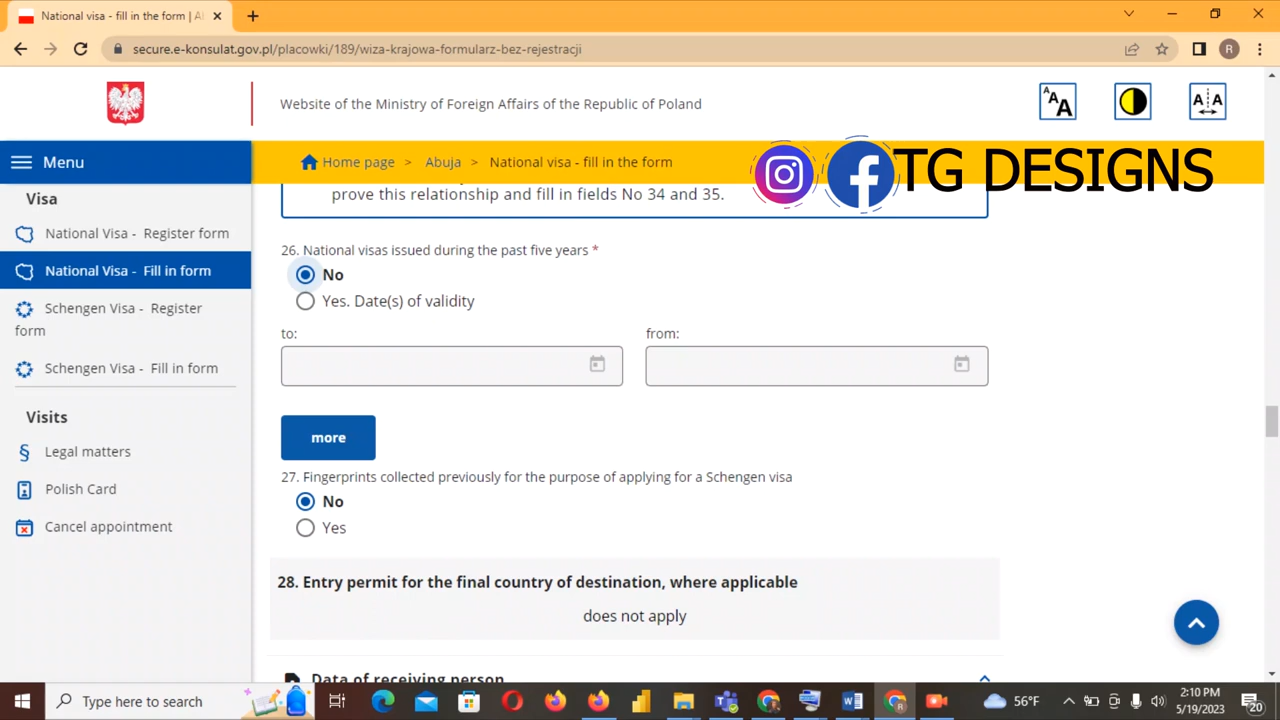 National visa - fill in the form | Al
secure.e-konsulat.gov.pl/placowki/189/wiza-krajowa-formularz-bez-rejestracji
R
Website of the Ministry of Foreign Affairs of the Republic of Poland
A A A
A A
Menu
Home page > Abuja > National visa - fill in the form
TG DESIGNS
Visa
National Visa - Register form
National Visa - Fill in form
Schengen Visa - Register
form
Schengen Visa - Fill in form
Visits
Legal matters
Polish Card
Cancel appointment
prove this relationship and fill in fields No 34 and 35.
26. National visas issued during the past five years *
No
Yes. Date(s) of validity
to: from:
more
27. Fingerprints collected previously for the purpose of applying for a Schengen visa
No
Yes
28. Entry permit for the final country of destination, where applicable
does not apply
Data of receiving person
Type here to search
56°F
2:10 PM
5/19/2023
20